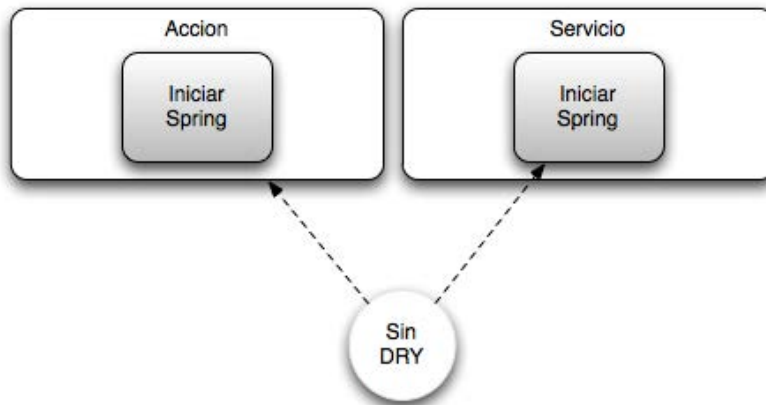 Accion
Iniciar
Spring
Servicio
Iniciar
Spring
Sin
DRY